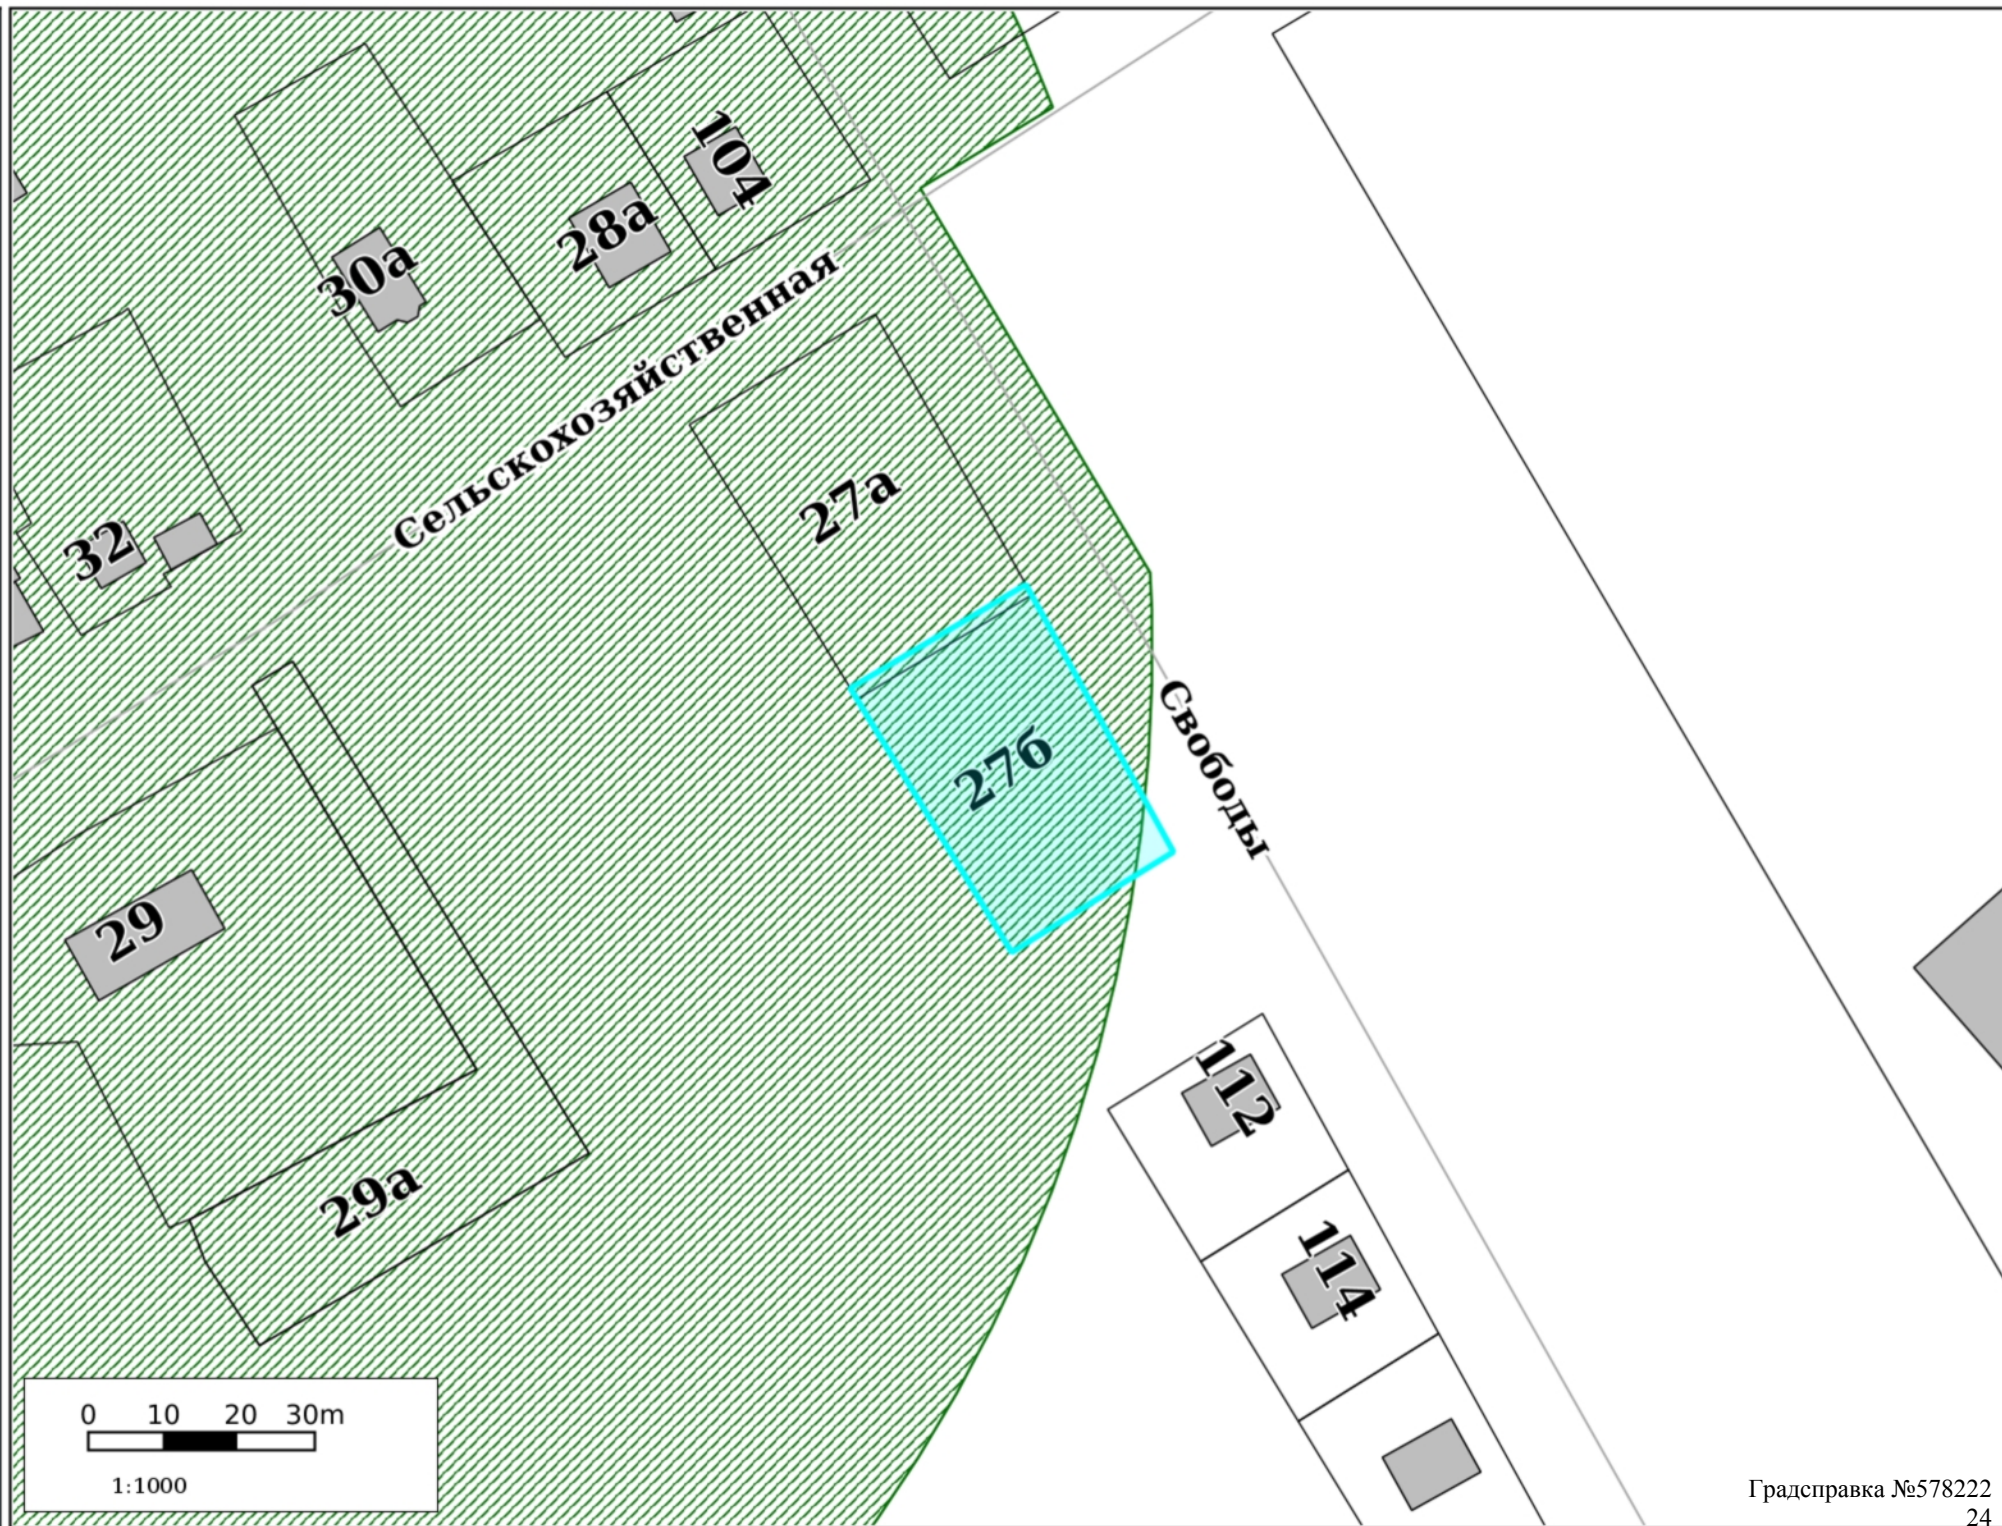 104
28а
30а
Сельскохозяйственная
27а
32
27б
Свободы
29
112
29а
114
0 10 20 30m
1:1000
Градсправка №578222
24